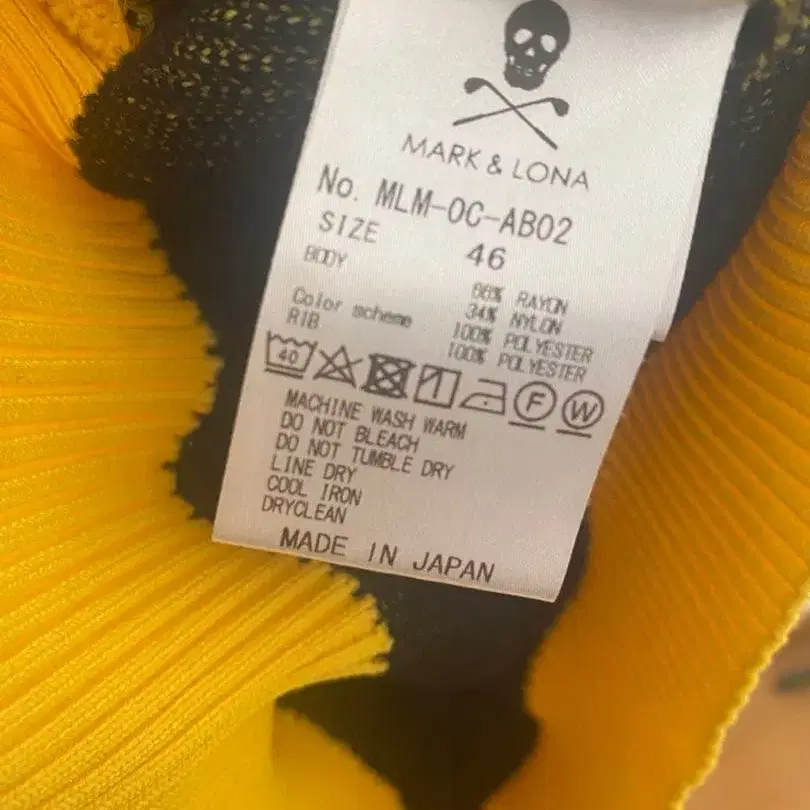 MARK & LONA
No. MLM-OC-AB02
SIZE 46
BODY 66% RAYON
34% NYLON
Color scheme 100% POLYESTER
RIB 100% POLYESTER
40 F W
MACHINE WASH WARM
DO NOT BLEACH
DO NOT TUMBLE DRY
LINE DRY
COOL IRON
DRYCLEAN
MADE IN JAPAN